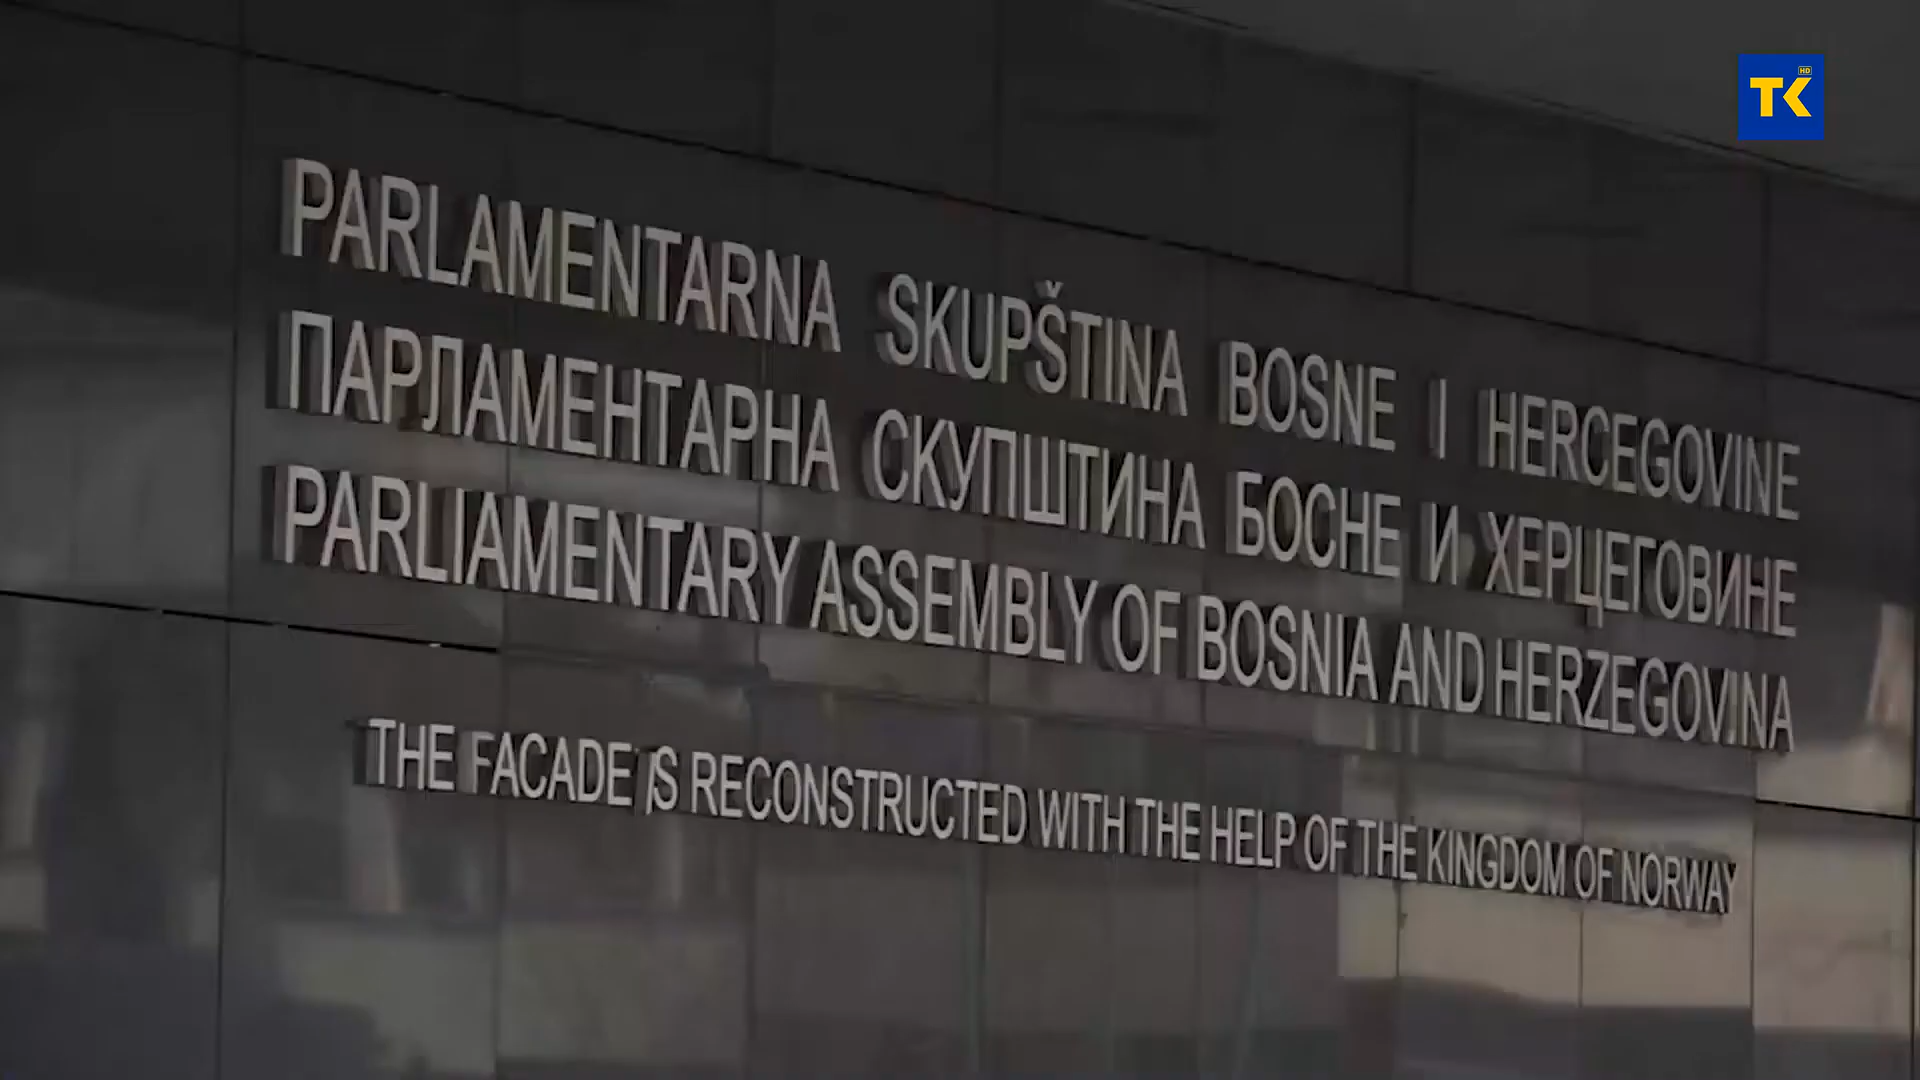 TK HD
PARLAMENTARNA SKUPŠTINA BOSNE I HERCEGOVINE
ПАРЛАМЕНТАРНА СКУПШТИНА БОСНЕ И ХЕРЦЕГОВИНЕ
PARLIAMENTARY ASSEMBLY OF BOSNIA AND HERZEGOVINA
THE FACADE IS RECONSTRUCTED WITH THE HELP OF THE KINGDOM OF NORWAY